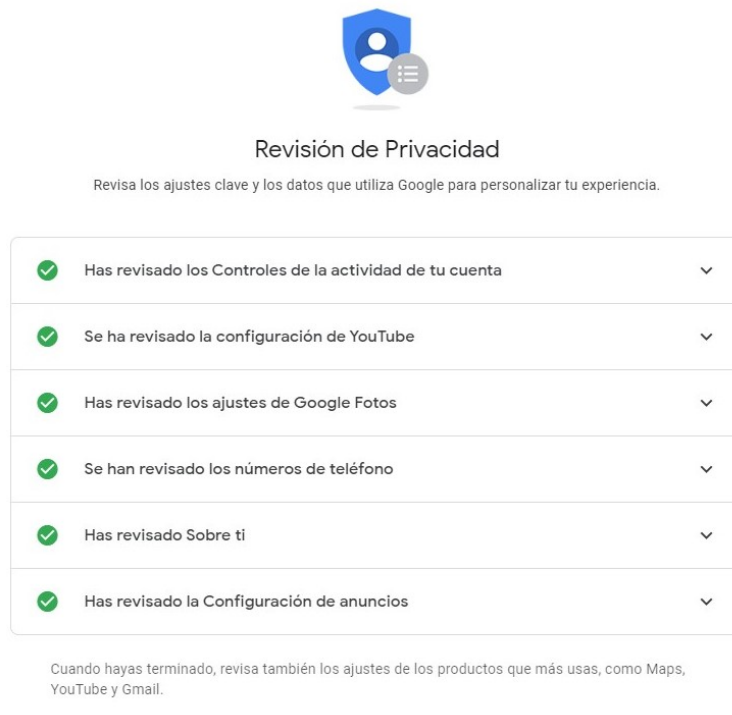 Revisión de Privacidad
Revisa los ajustes clave y los datos que utiliza Google para personalizar tu experiencia.
Has revisado los Controles de la actividad de tu cuenta
Se ha revisado la configuración de YouTube
Has revisado los ajustes de Google Fotos
Se han revisado los números de teléfono
Has revisado Sobre ti
Has revisado la Configuración de anuncios
Cuando hayas terminado, revisa también los ajustes de los productos que más usas, como Maps,
YouTube y Gmail.